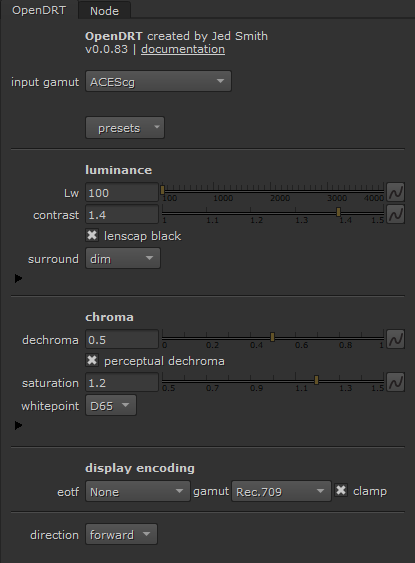 OpenDRT Node
OpenDRT created by Jed Smith
v0.0.83 | documentation
input gamut ACEScg
presets
luminance
Lw 100 100 1000 2000 3000 4000
contrast 1.4 1 1.1 1.2 1.3 1.4 1.5
lenscap black
surround dim
chroma
dechroma 0.5 0 0.2 0.4 0.6 0.8 1
perceptual dechroma
saturation 1.2 0.5 0.7 0.9 1.1 1.3 1.5
whitepoint D65
display encoding
eotf None gamut Rec.709 clamp
direction forward